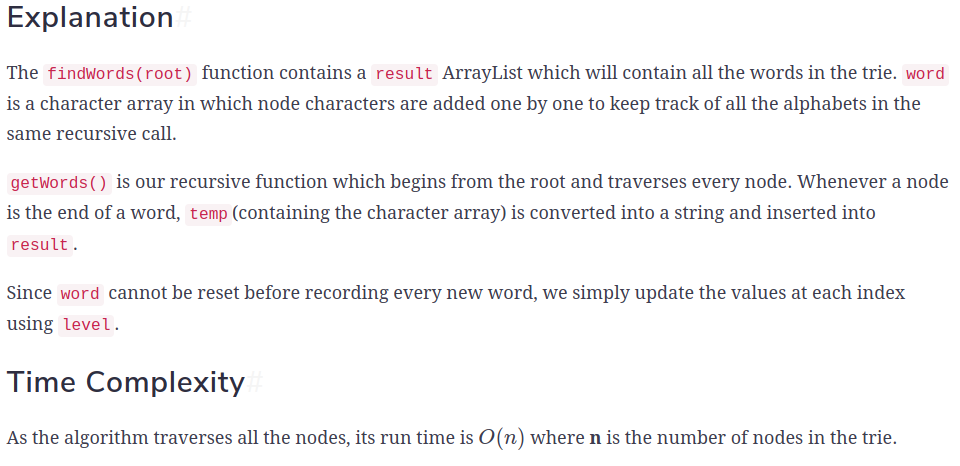 Explanation#
The findWords(root) function contains a result ArrayList which will contain all the words in the trie. word
is a character array in which node characters are added one by one to keep track of all the alphabets in the
same recursive call.
getWords() is our recursive function which begins from the root and traverses every node. Whenever a node
is the end of a word, temp(containing the character array) is converted into a string and inserted into
result.
Since word cannot be reset before recording every new word, we simply update the values at each index
using level.
Time Complexity#
As the algorithm traverses all the nodes, its run time is O(n) where n is the number of nodes in the trie.